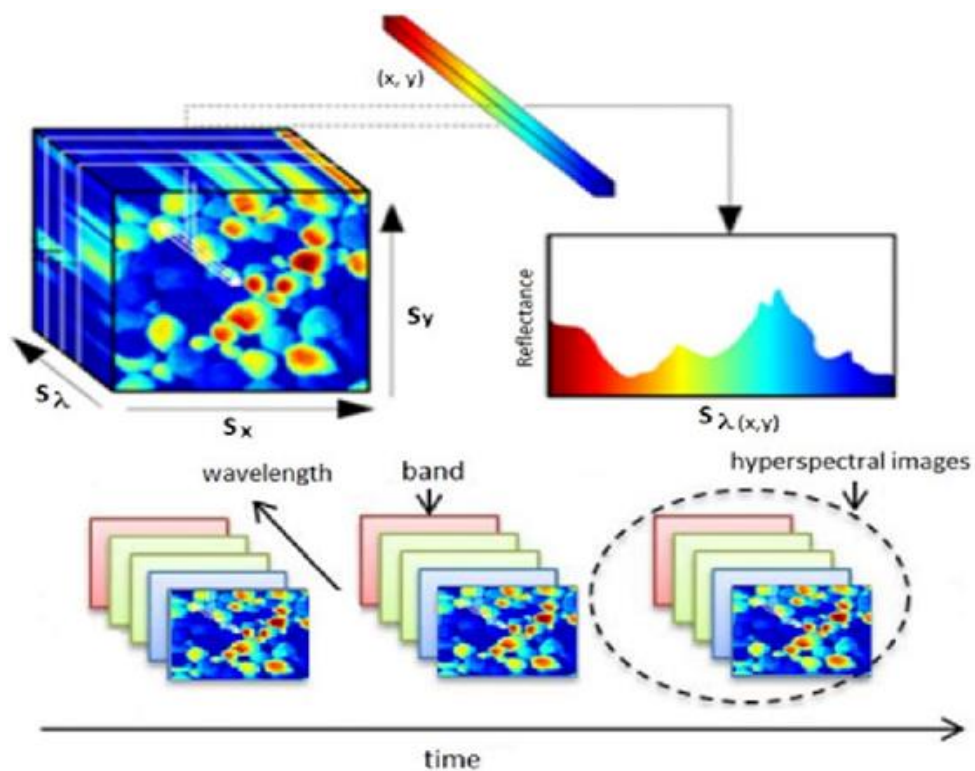 (x, y)
Sy
Reflectance
Sλ
Sx
Sλ(x,y)
wavelength
band
hyperspectral images
time